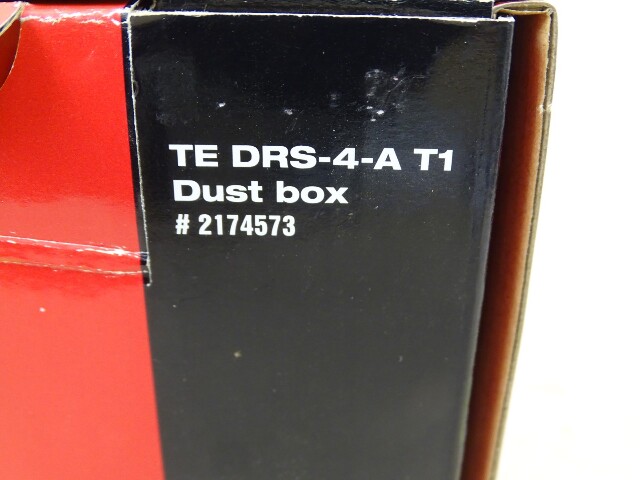 TE DRS-4-A T1
Dust box
# 2174573